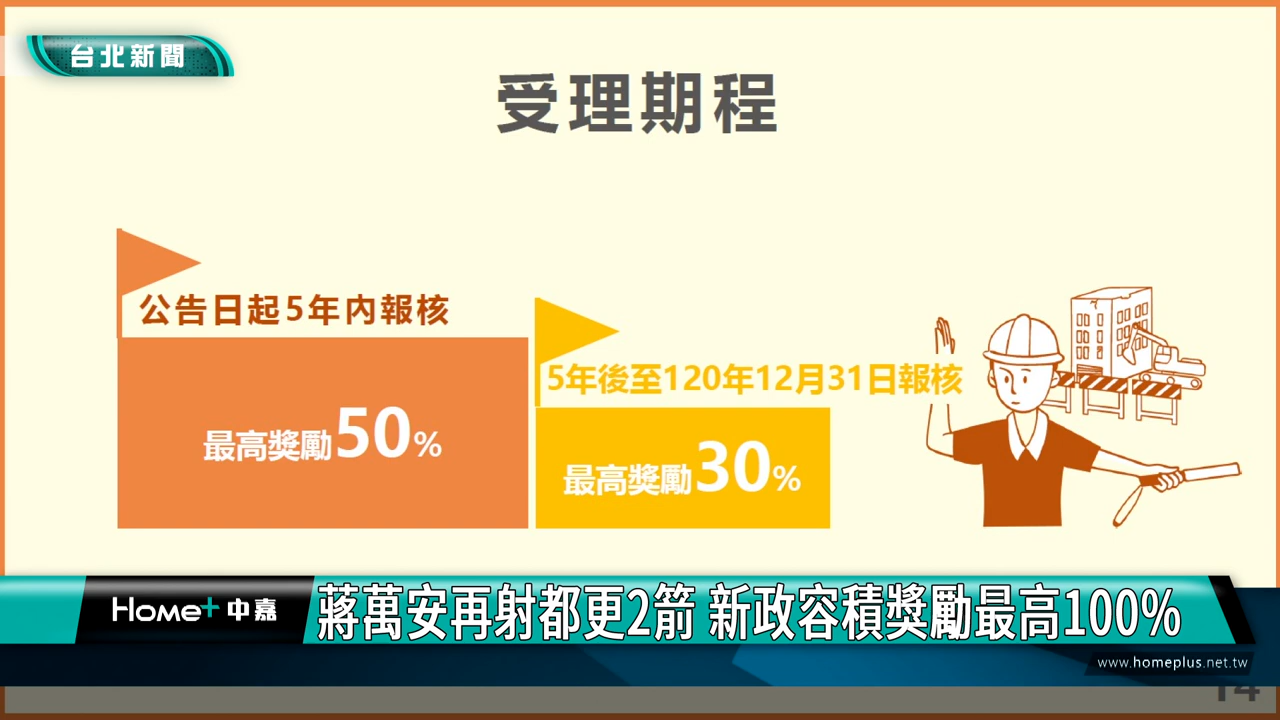 台北新聞
受理期程
公告日起5年內報核
最高獎勵50%
5年後至120年12月31日報核
最高獎勵30%
Home+中嘉
蔣萬安再射都更2箭 新政容積獎勵最高100%
www.homeplus.net.tw
14